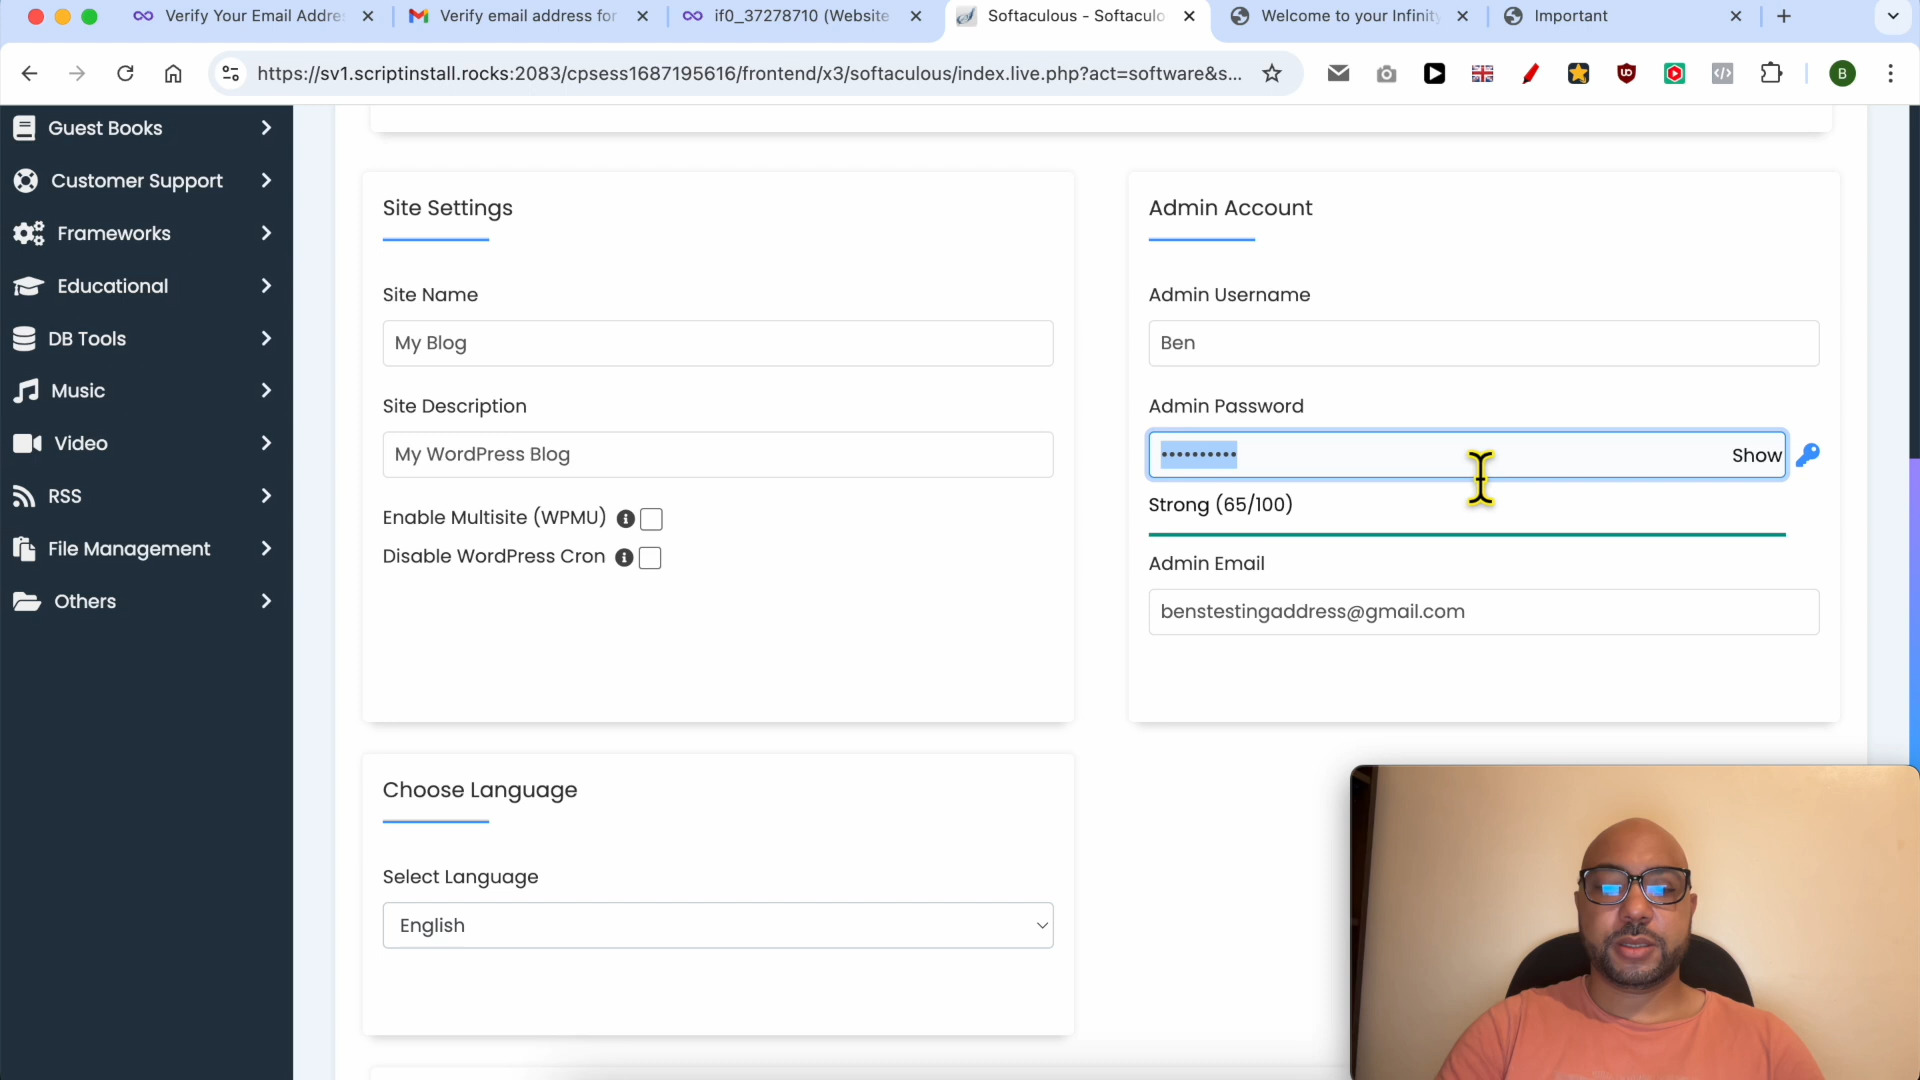 Verify Your Email Addre
Verify email address for
if0_37278710 (Website
Softaculous - Softaculo
Welcome to your Infinity
Important
https://sv1.scriptinstall.rocks:2083/cpsess1687195616/frontend/x3/softaculous/index.live.php?act=software&s...
B
Guest Books
Customer Support
Frameworks
Educational
DB Tools
Music
Video
RSS
File Management
Others
Site Settings
Site Name
My Blog
Site Description
My WordPress Blog
Enable Multisite (WPMU)
Disable WordPress Cron
Admin Account
Admin Username
Ben
Admin Password
•••••••••• Show
Strong (65/100)
Admin Email
benstestingaddress@gmail.com
Choose Language
Select Language
English